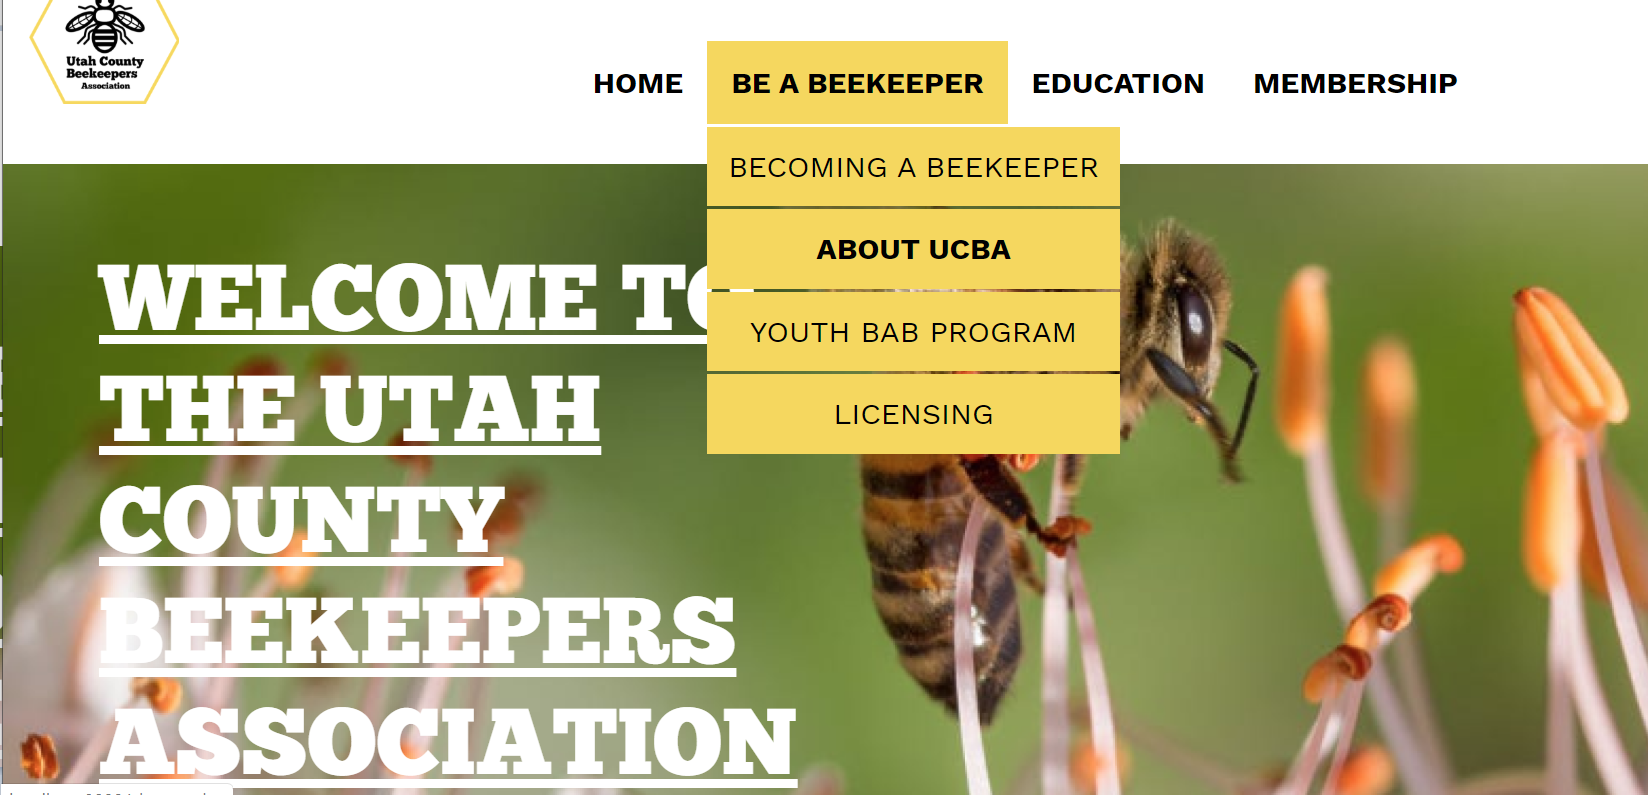 Utah County
Beekeepers
Association
HOME BE A BEEKEEPER EDUCATION MEMBERSHIP
BECOMING A BEEKEEPER
ABOUT UCBA
YOUTH BAB PROGRAM
LICENSING
WELCOME TO
THE UTAH
COUNTY
BEEKEEPERS
ASSOCIATION